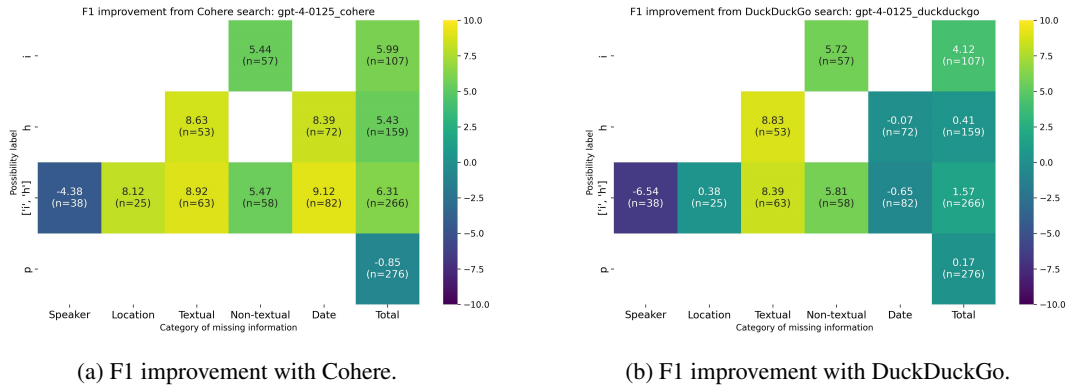 F1 improvement from Cohere search: gpt-4-0125_cohere
Possibility label
i
h
['i', 'h']
p
5.44
(n=57)
5.99
(n=107)
8.63
(n=53)
8.39
(n=72)
5.43
(n=159)
-4.38
(n=38)
8.12
(n=25)
8.92
(n=63)
5.47
(n=58)
9.12
(n=82)
6.31
(n=266)
-0.85
(n=276)
Speaker Location Textual Non-textual Date Total
Category of missing information
10.0
7.5
5.0
2.5
0.0
−2.5
−5.0
−7.5
−10.0
(a) F1 improvement with Cohere.
F1 improvement from DuckDuckGo search: gpt-4-0125_duckduckgo
Possibility label
i
h
['i', 'h']
p
5.72
(n=57)
4.12
(n=107)
8.83
(n=53)
-0.07
(n=72)
0.41
(n=159)
-6.54
(n=38)
0.38
(n=25)
8.39
(n=63)
5.81
(n=58)
-0.65
(n=82)
1.57
(n=266)
0.17
(n=276)
Speaker Location Textual Non-textual Date Total
Category of missing information
10.0
7.5
5.0
2.5
0.0
−2.5
−5.0
−7.5
−10.0
(b) F1 improvement with DuckDuckGo.